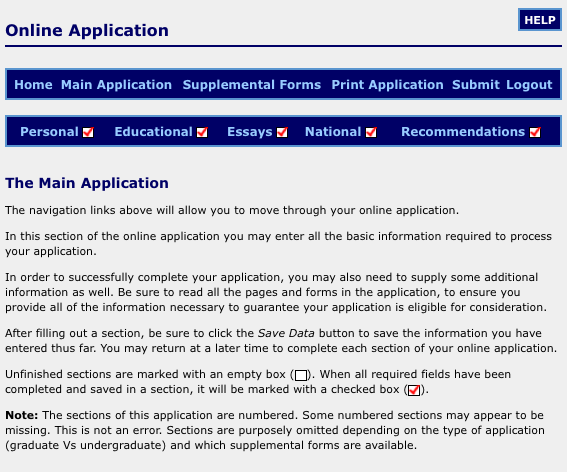 HELP
Online Application
Home Main Application Supplemental Forms Print Application Submit Logout
Personal Educational Essays National Recommendations
The Main Application
The navigation links above will allow you to move through your online application.
In this section of the online application you may enter all the basic information required to process
your application.
In order to successfully complete your application, you may also need to supply some additional
information as well. Be sure to read all the pages and forms in the application, to ensure you
provide all of the information necessary to guarantee your application is eligible for consideration.
After filling out a section, be sure to click the Save Data button to save the information you have
entered thus far. You may return at a later time to complete each section of your online application.
Unfinished sections are marked with an empty box ( ). When all required fields have been
completed and saved in a section, it will be marked with a checked box ( ).
Note: The sections of this application are numbered. Some numbered sections may appear to be
missing. This is not an error. Sections are purposely omitted depending on the type of application
(graduate Vs undergraduate) and which supplemental forms are available.